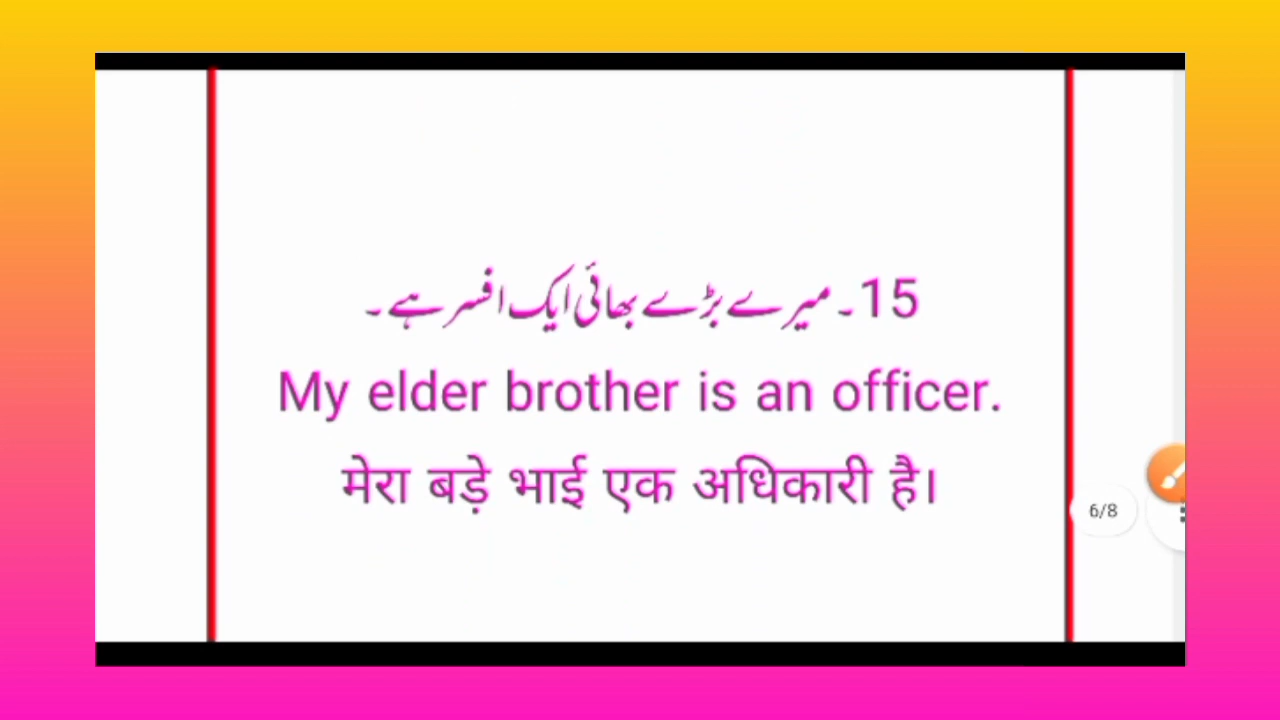 15۔ میرے بڑے بھائی ایک افسر ہے۔
My elder brother is an officer.
मेरा बड़े भाई एक अधिकारी है।
6/8